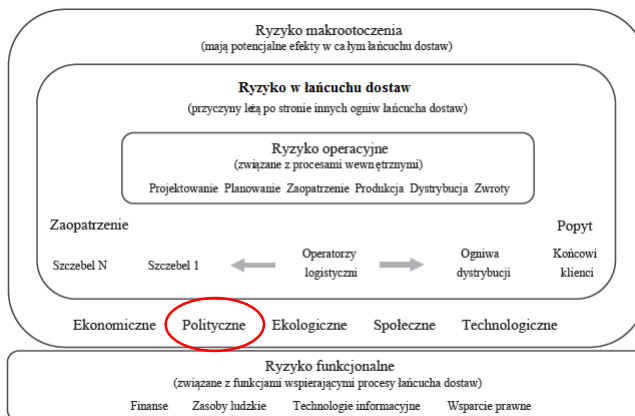 Ryzyko makrootoczenia
(mają potencjalne efekty w całym łańcuchu dostaw)
Ryzyko w łańcuchu dostaw
(przyczyny leżą po stronie innych ogniw łańcucha dostaw)
Ryzyko operacyjne
(związane z procesami wewnętrznymi)
Projektowanie Planowanie Zaopatrzenie Produkcja Dystrybucja Zwroty
Zaopatrzenie Popyt
Szczebel N Szczebel 1 Operatorzy logistyczni Ogniwa dystrybucji Końcowi klienci
Ekonomiczne Polityczne Ekologiczne Społeczne Technologiczne
Ryzyko funkcjonalne
(związane z funkcjami wspierającymi procesy łańcucha dostaw)
Finanse Zasoby ludzkie Technologie informacyjne Wsparcie prawne